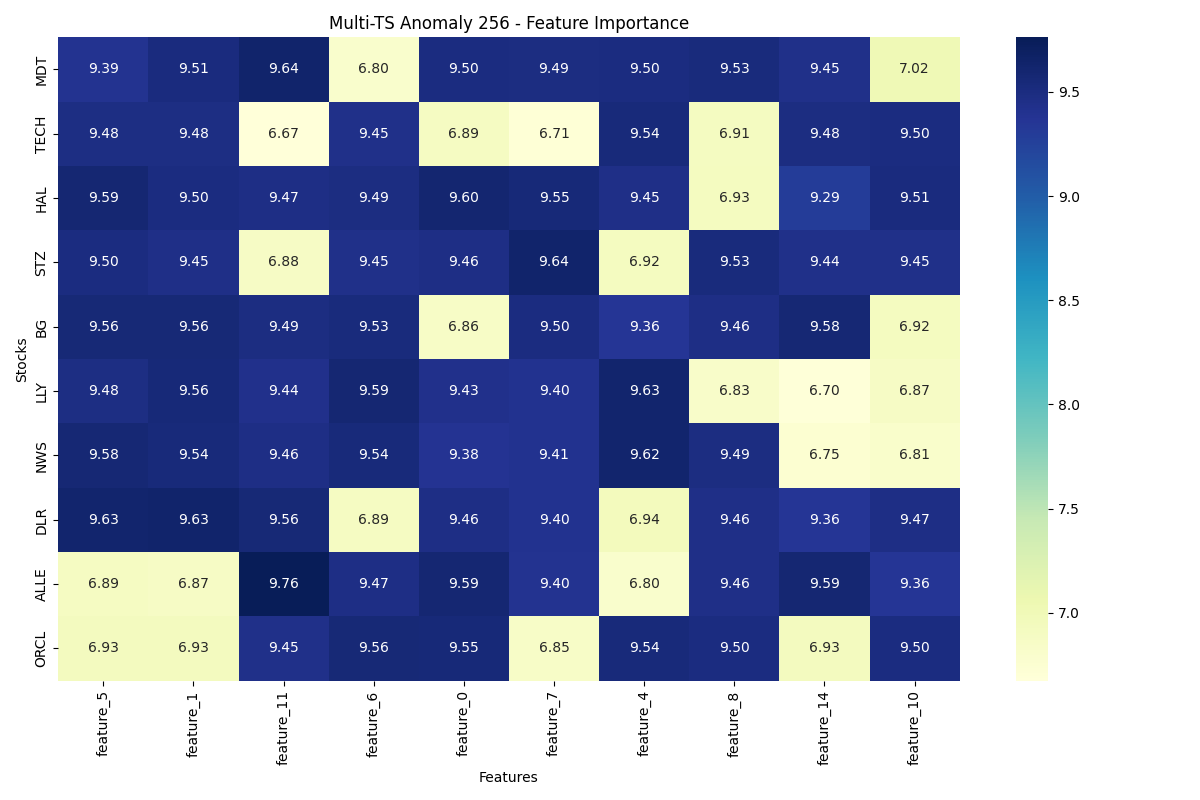 Multi-TS Anomaly 256 - Feature Importance
MDT 9.39 9.51 9.64 6.80 9.50 9.49 9.50 9.53 9.45 7.02
TECH 9.48 9.48 6.67 9.45 6.89 6.71 9.54 6.91 9.48 9.50
HAL 9.59 9.50 9.47 9.49 9.60 9.55 9.45 6.93 9.29 9.51
STZ 9.50 9.45 6.88 9.45 9.46 9.64 6.92 9.53 9.44 9.45
BG 9.56 9.56 9.49 9.53 6.86 9.50 9.36 9.46 9.58 6.92
LLY 9.48 9.56 9.44 9.59 9.43 9.40 9.63 6.83 6.70 6.87
NWS 9.58 9.54 9.46 9.54 9.38 9.41 9.62 9.49 6.75 6.81
DLR 9.63 9.63 9.56 6.89 9.46 9.40 6.94 9.46 9.36 9.47
ALLE 6.89 6.87 9.76 9.47 9.59 9.40 6.80 9.46 9.59 9.36
ORCL 6.93 6.93 9.45 9.56 9.55 6.85 9.54 9.50 6.93 9.50
Stocks
feature_5 feature_1 feature_11 feature_6 feature_0 feature_7 feature_4 feature_8 feature_14 feature_10
Features
9.5
9.0
8.5
8.0
7.5
7.0